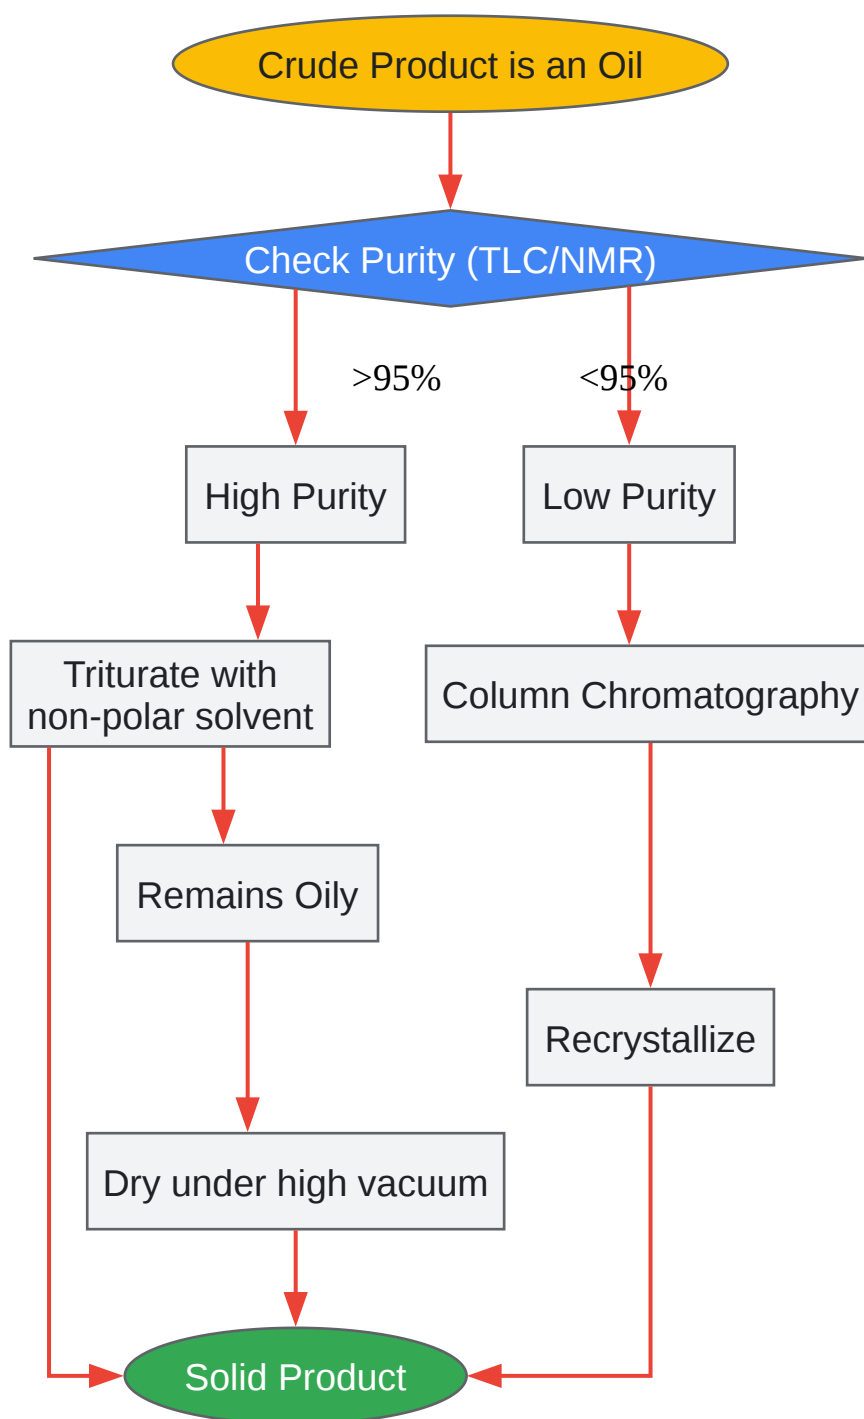 Crude Product is an Oil
Check Purity (TLC/NMR)
>95%
<95%
High Purity
Low Purity
Triturate with
non-polar solvent
Column Chromatography
Remains Oily
Recrystallize
Dry under high vacuum
Solid Product